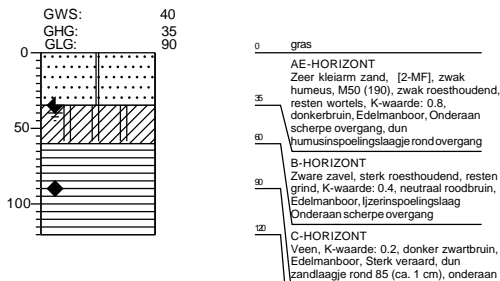 GWS: 40
GHG: 35
GLG: 90
0
50
100
0 gras
AE-HORIZONT
Zeer kleiarm zand, [2-MF], zwak
humeus, M50 (190), zwak roesthoudend,
35
resten wortels, K-waarde: 0.8,
donkerbruin, Edelmanboor, Onderaan
scherpe overgang, dun
60
humusinspoelingslaagje rond overgang
B-HORIZONT
Zware zavel, sterk roesthoudend, resten
90
grind, K-waarde: 0.4, neutraal roodbruin,
Edelmanboor, Ijzerinspoelingslaag
Onderaan scherpe overgang
120
C-HORIZONT
Veen, K-waarde: 0.2, donker zwartbruin,
Edelmanboor, Sterk veraard, dun
zandlaagje rond 85 (ca. 1 cm), onderaan